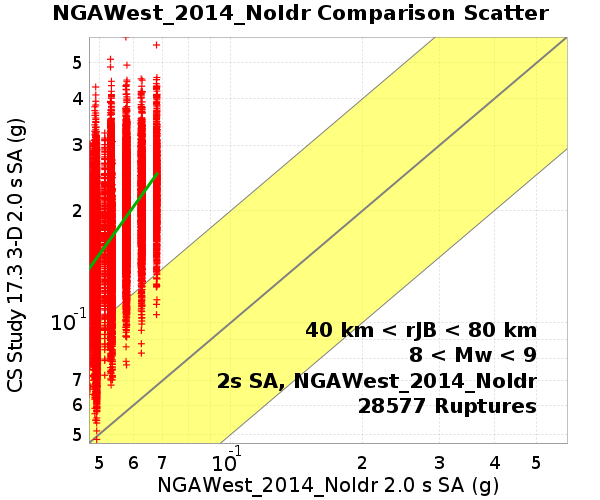 NGAWest_2014_NoIdr Comparison Scatter
CS Study 17.3 3-D 2.0 s SA (g)
5
4
3
2
10-1
7
6
5
40 km < rJB < 80 km
8 < Mw < 9
2s SA, NGAWest_2014_NoIdr
28577 Ruptures
5 6 7 10-1 2 3 4 5
NGAWest_2014_NoIdr 2.0 s SA (g)